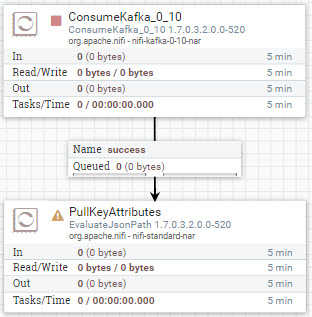 ConsumeKafka_0_10
ConsumeKafka_0_10 1.7.0.3.2.0.0-520
org.apache.nifi - nifi-kafka-0-10-nar
In 0 (0 bytes) 5 min
Read/Write 0 bytes / 0 bytes 5 min
Out 0 (0 bytes) 5 min
Tasks/Time 0 / 00:00:00.000 5 min
Name success
Queued 0 (0 bytes)
PullKeyAttributes
EvaluateJsonPath 1.7.0.3.2.0.0-520
org.apache.nifi - nifi-standard-nar
In 0 (0 bytes) 5 min
Read/Write 0 bytes / 0 bytes 5 min
Out 0 (0 bytes) 5 min
Tasks/Time 0 / 00:00:00.000 5 min